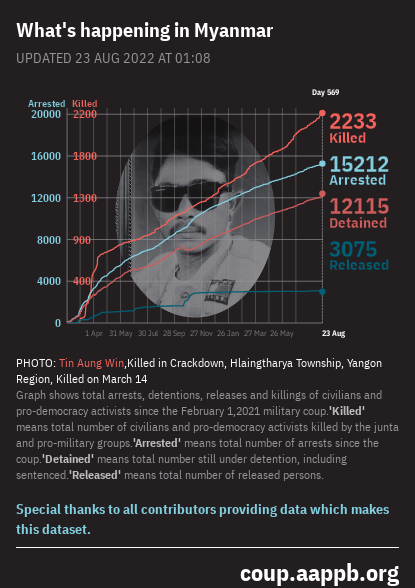 What's happening in Myanmar
UPDATED 23 AUG 2022 AT 01:08
Day 569
Arrested Killed
20000 2200
2233
Killed
16000 1800
15212
Arrested
12000 1300
12115
Detained
8000 900
3075
Released
4000 400
0
1 Apr 31 May 30 Jul 28 Sep 27 Nov 26 Jan 27 Mar 26 May 23 Aug
PHOTO: Tin Aung Win,Killed in Crackdown, Hlaingtharya Township, Yangon
Region, Killed on March 14
Graph shows total arrests, detentions, releases and killings of civilians and
pro-democracy activists since the February 1,2021 military coup.'Killed'
means total number of civilians and pro-democracy activists killed by the junta
and pro-military groups.'Arrested' means total number of arrests since the
coup.'Detained' means total number still under detention, including
sentenced.'Released' means total number of released persons.
Special thanks to all contributors providing data which makes
this dataset.
coup.aappb.org